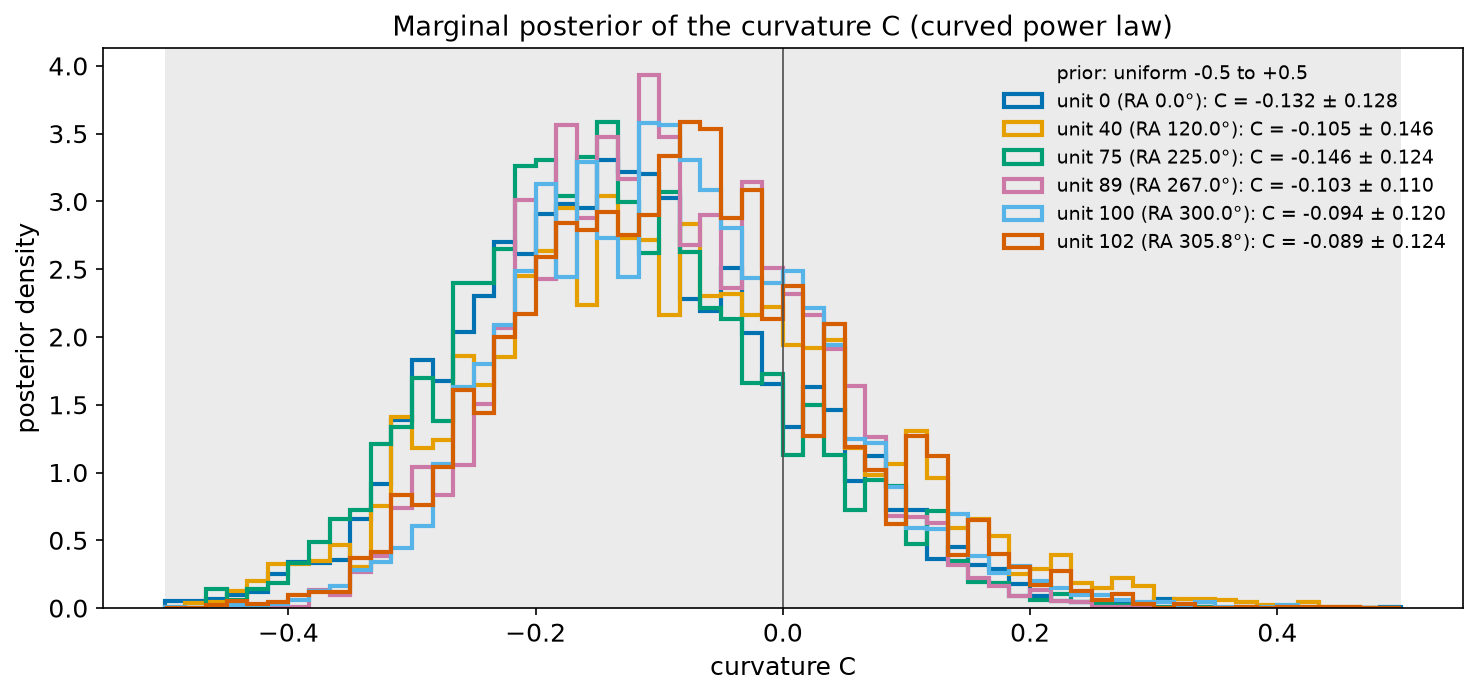 Marginal posterior of the curvature C (curved power law)
posterior density
4.0
3.5
3.0
2.5
2.0
1.5
1.0
0.5
0.0
prior: uniform -0.5 to +0.5
unit 0 (RA 0.0°): C = -0.132 ± 0.128
unit 40 (RA 120.0°): C = -0.105 ± 0.146
unit 75 (RA 225.0°): C = -0.146 ± 0.124
unit 89 (RA 267.0°): C = -0.103 ± 0.110
unit 100 (RA 300.0°): C = -0.094 ± 0.120
unit 102 (RA 305.8°): C = -0.089 ± 0.124
−0.4 −0.2 0.0 0.2 0.4
curvature C